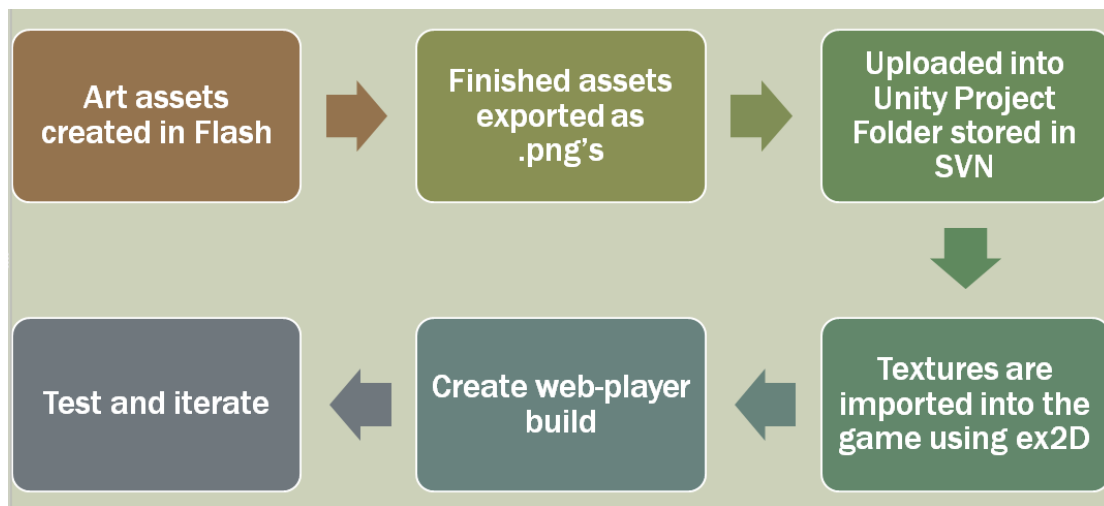 Art assets
created in Flash
Finished assets
exported as
.png's
Uploaded into
Unity Project
Folder stored in
SVN
Textures are
imported into the
game using ex2D
Create web-player
build
Test and iterate